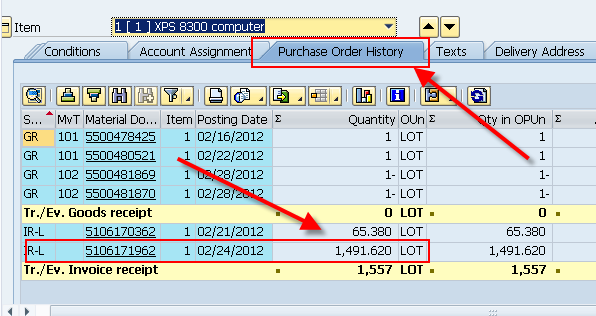 Item 1 [ 1 ] XPS 8300 computer
Conditions Account Assignment Purchase Order History Texts Delivery Address
S... MvT Material Do... Item Posting Date Σ Quantity OUn Σ Qty in OPUn Σ
GR 101 5500478425 1 02/16/2012 1 LOT 1
GR 101 5500480521 1 02/22/2012 1 LOT 1
GR 102 5500481869 1 02/28/2012 1- LOT 1-
GR 102 5500481870 1 02/28/2012 1- LOT 1-
Tr./Ev. Goods receipt 0 LOT 0
IR-L 5106170362 1 02/21/2012 65.380 LOT 65.380
IR-L 5106171962 1 02/24/2012 1,491.620 LOT 1,491.620
Tr./Ev. Invoice receipt 1,557 LOT 1,557